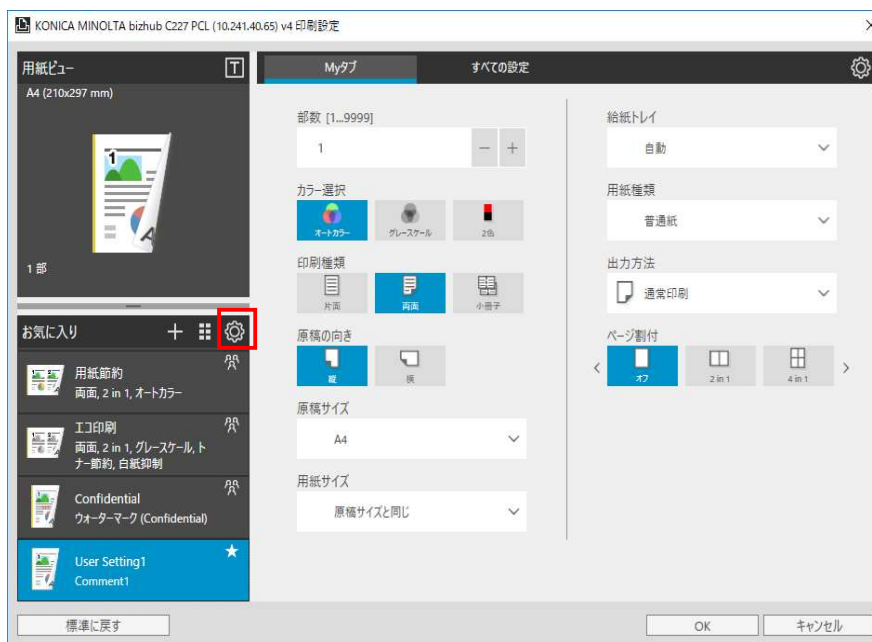 KONICA MINOLTA bizhub C227 PCL (10.241.40.65) v4 印刷設定
用紙ビュー
T
A4 (210x297 mm)
1
A
1 部
お気に入り
用紙節約
両面, 2 in 1, オートカラー
エコ印刷
両面, 2 in 1, グレースケール, ト
ナー節約, 白紙抑制
Confidential
ウォーターマーク (Confidential)
User Setting1
Comment1
標準に戻す
Myタブ
すべての設定
部数 [1...9999]
1
カラー選択
オートカラー
グレースケール
2色
印刷種類
片面
両面
小冊子
原稿の向き
縦
横
原稿サイズ
A4
用紙サイズ
原稿サイズと同じ
給紙トレイ
自動
用紙種類
普通紙
出力方法
通常印刷
ページ割付
オフ
2 in 1
4 in 1
OK
キャンセル